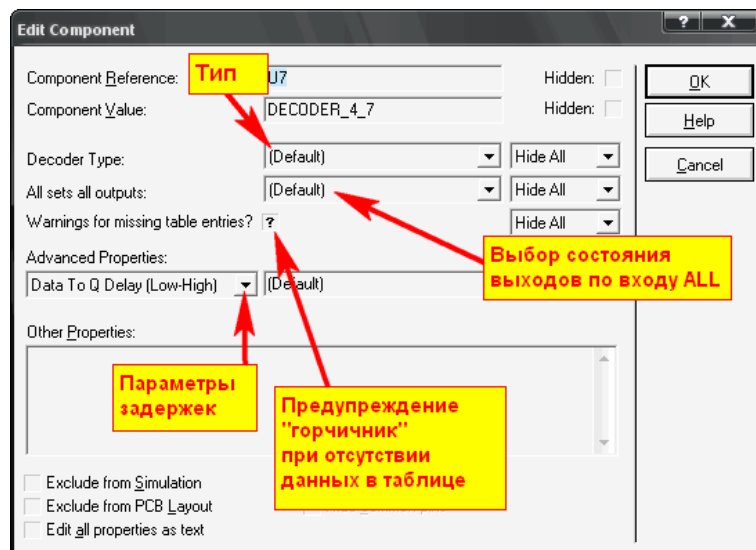 Edit Component
? X
Component Reference: U7 Hidden:
Тип
Component Value: DECODER_4_7 Hidden:
OK
Help
Cancel
Decoder Type: (Default) Hide All
All sets all outputs: (Default) Hide All
Warnings for missing table entries? ? Hide All
Advanced Properties:
Data To Q Delay (Low-High) (Default)
Выбор состояния
выходов по входу ALL
Other Properties:
Параметры
задержек
Предупреждение
"горчичник"
при отсутствии
данных в таблице
Exclude from Simulation
Exclude from PCB Layout
Edit all properties as text